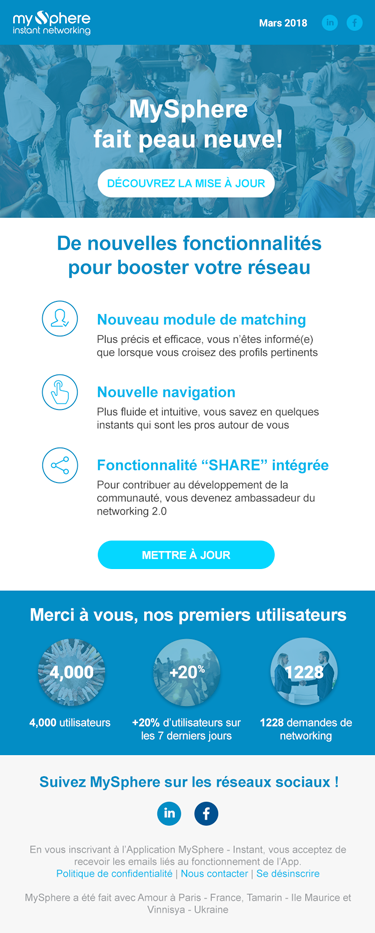 mySphere
instant networking
Mars 2018
MySphere
fait peau neuve!
DÉCOUVREZ LA MISE À JOUR
De nouvelles fonctionnalités
pour booster votre réseau
Nouveau module de matching
Plus précis et efficace, vous n'êtes informé(e)
que lorsque vous croisez des profils pertinents
Nouvelle navigation
Plus fluide et intuitive, vous savez en quelques
instants qui sont les pros autour de vous
Fonctionnalité “SHARE” intégrée
Pour contribuer au développement de la
communauté, vous devenez ambassadeur du
networking 2.0
METTRE À JOUR
Merci à vous, nos premiers utilisateurs
4,000
+20%
1228
4,000 utilisateurs
+20% d'utilisateurs sur
les 7 derniers jours
1228 demandes de
networking
Suivez MySphere sur les réseaux sociaux !
En vous inscrivant à l'Application MySphere - Instant, vous acceptez de
recevoir les emails liés au fonctionnement de l'App.
Politique de confidentialité | Nous contacter | Se désinscrire
MySphere a été fait avec Amour à Paris - France, Tamarin - Ile Maurice et
Vinnisya - Ukraine